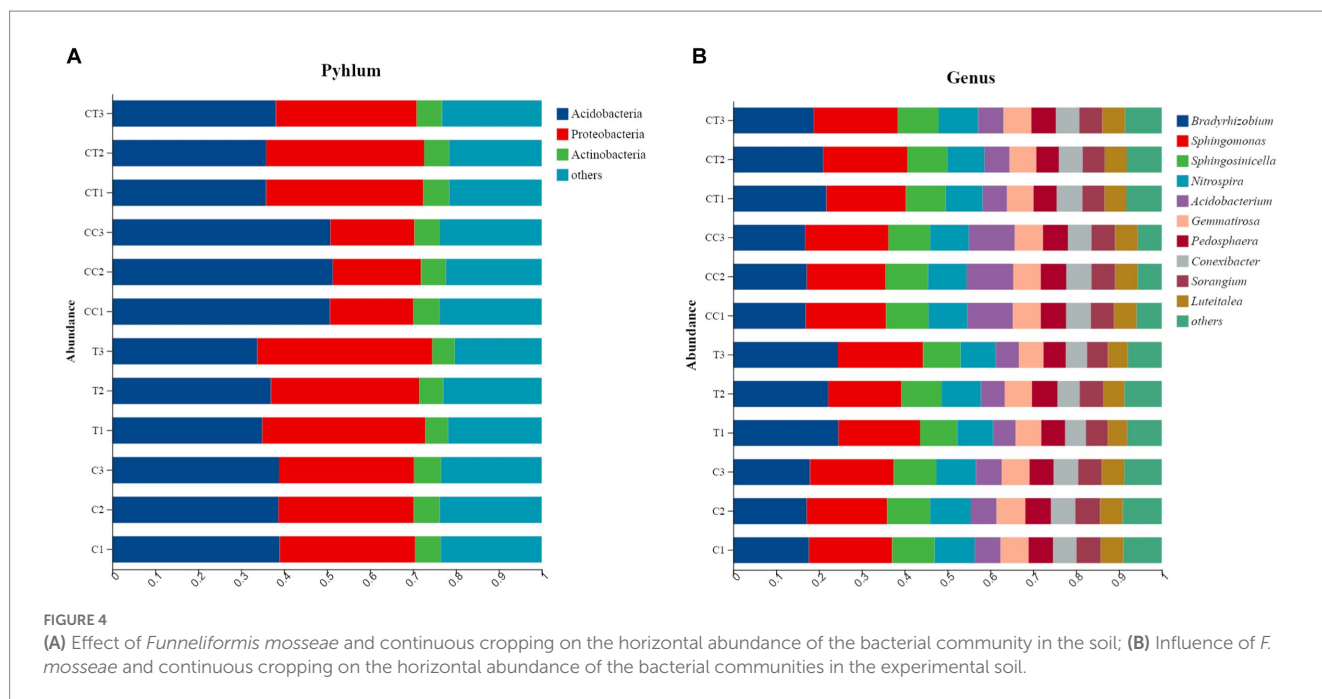 A
Pyhlum
Abundance
CT3
CT2
CT1
CC3
CC2
CC1
T3
T2
T1
C3
C2
C1
0 0.1 0.2 0.3 0.4 0.5 0.6 0.7 0.8 0.9 1
Acidobacteria
Proteobacteria
Actinobacteria
others
B
Genus
Abundance
CT3
CT2
CT1
CC3
CC2
CC1
T3
T2
T1
C3
C2
C1
0 0.1 0.2 0.3 0.4 0.5 0.6 0.7 0.8 0.9 1
Bradyrhizobium
Sphingomonas
Sphingosinicella
Nitrospira
Acidobacterium
Gemmatirosa
Pedosphaera
Conexibacter
Sorangium
Luteitalea
others
FIGURE 4
(A) Effect of Funneliformis mosseae and continuous cropping on the horizontal abundance of the bacterial community in the soil; (B) Influence of F.
mosseae and continuous cropping on the horizontal abundance of the bacterial communities in the experimental soil.